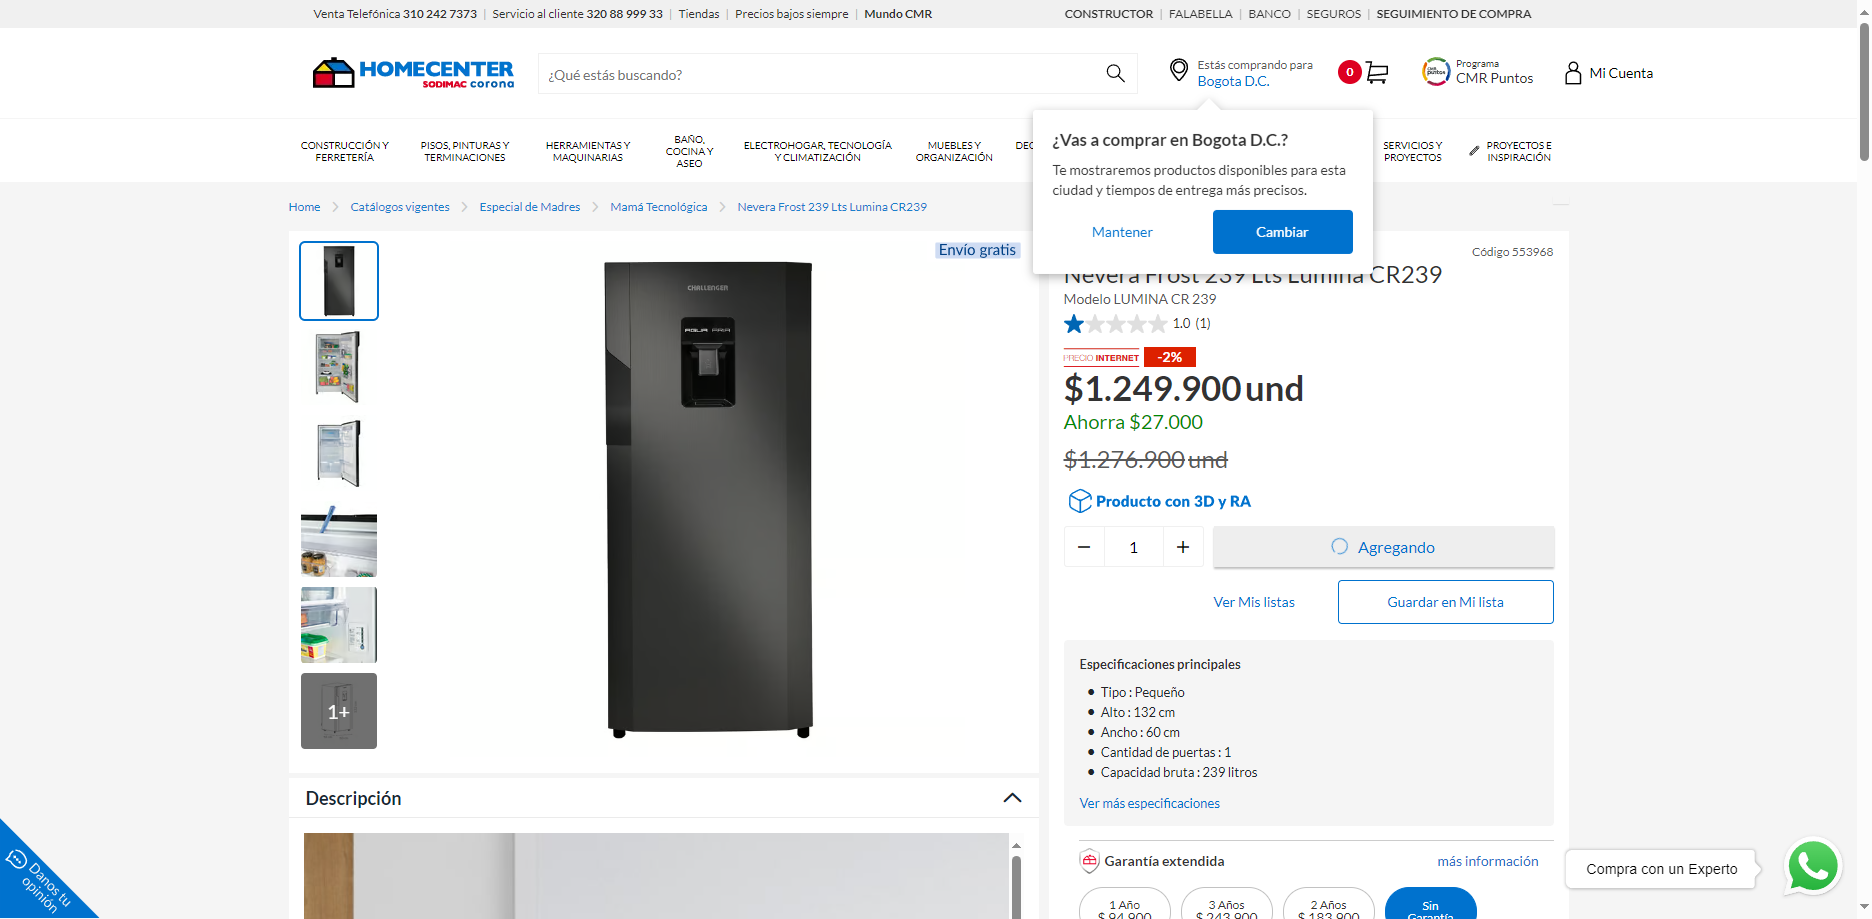 Venta Telefónica 310 242 7373 | Servicio al cliente 320 88 999 33 | Tiendas | Precios bajos siempre | Mundo CMR
CONSTRUCTOR | FALABELLA | BANCO | SEGUROS | SEGUIMIENTO DE COMPRA
HOMECENTER
SODIMAC corona
¿Qué estás buscando?
Estás comprando para
Bogota D.C.
0
Programa
CMR Puntos
Mi Cuenta
CONSTRUCCIÓN Y
FERRETERÍA
PISOS, PINTURAS Y
TERMINACIONES
HERRAMIENTAS Y
MAQUINARIAS
BAÑO,
COCINA Y
ASEO
ELECTROHOGAR, TECNOLOGÍA
Y CLIMATIZACIÓN
MUEBLES Y
ORGANIZACIÓN
SERVICIOS Y
PROYECTOS
PROYECTOS E
INSPIRACIÓN
¿Vas a comprar en Bogota D.C.?
Te mostraremos productos disponibles para esta
ciudad y tiempos de entrega más precisos.
Mantener
Cambiar
Home > Catálogos vigentes > Especial de Madres > Mamá Tecnológica > Nevera Frost 239 Lts Lumina CR239
Envío gratis
CHALLENGER
AGUA FRIA
1+
Código 553968
Nevera Frost 239 Lts Lumina CR239
Modelo LUMINA CR 239
1.0 (1)
PRECIO INTERNET -2%
$1.249.900 und
Ahorra $27.000
$1.276.900 und
Producto con 3D y RA
− 1 +
Agregando
Ver Mis listas
Guardar en Mi lista
Especificaciones principales
• Tipo : Pequeño
• Alto : 132 cm
• Ancho : 60 cm
• Cantidad de puertas : 1
• Capacidad bruta : 239 litros
Ver más especificaciones
Descripción
Garantía extendida
más información
1 Año
$ 94.900
3 Años
$ 243.900
2 Años
$ 183.900
Sin
Garantía
Compra con un Experto
Danos tu
opinión